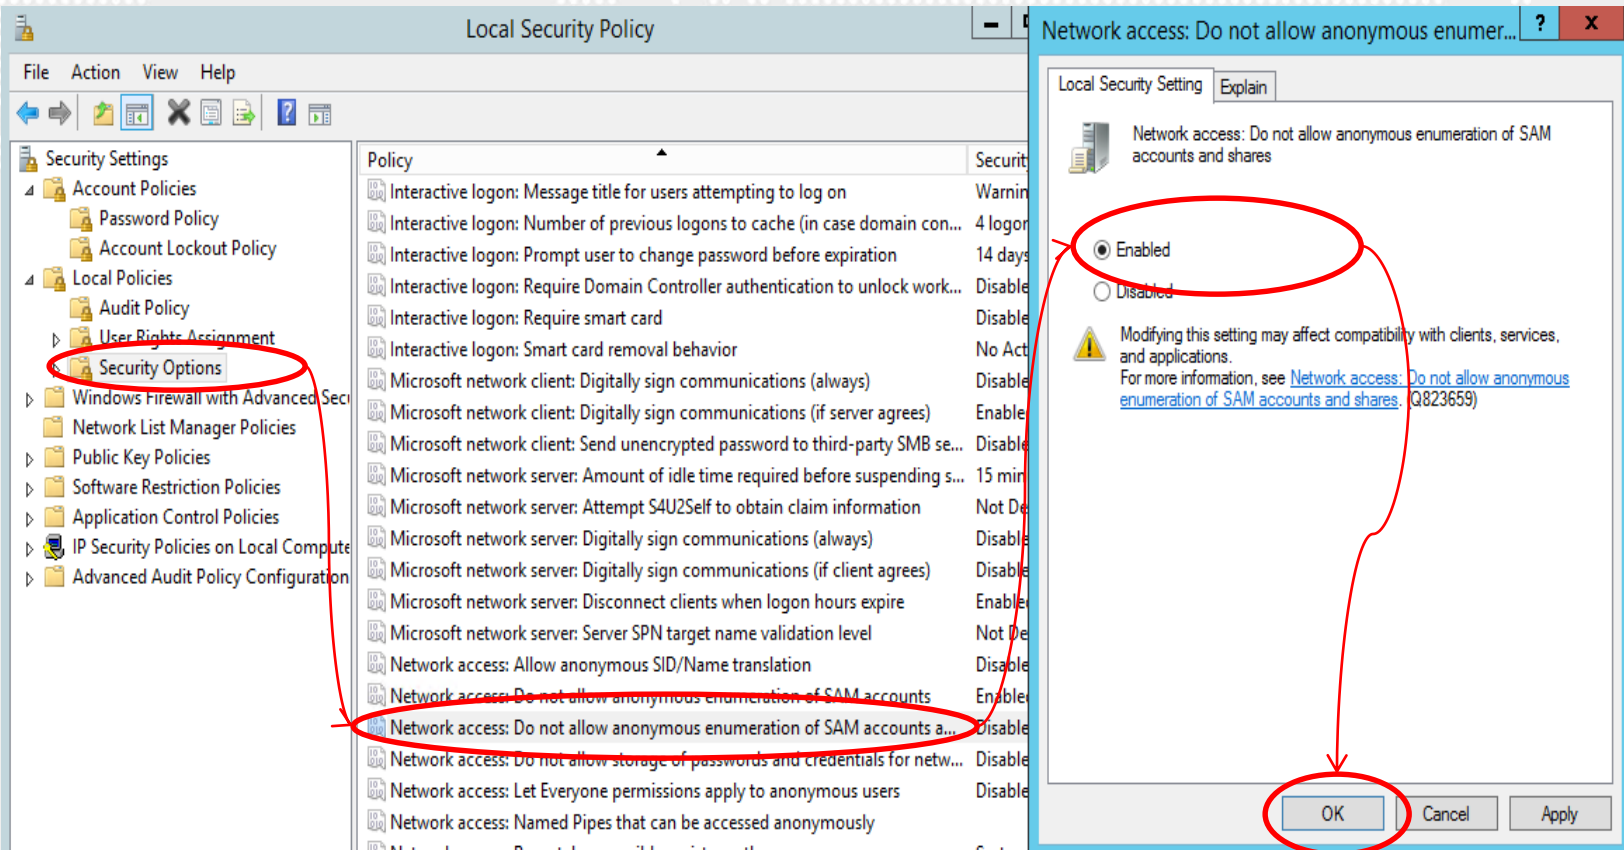 Local Security Policy
File Action View Help
Security Settings
Account Policies
Password Policy
Account Lockout Policy
Local Policies
Audit Policy
User Rights Assignment
Security Options
Windows Firewall with Advanced Secu
Network List Manager Policies
Public Key Policies
Software Restriction Policies
Application Control Policies
IP Security Policies on Local Compute
Advanced Audit Policy Configuration
Policy Securit
Interactive logon: Message title for users attempting to log on Warnin
Interactive logon: Number of previous logons to cache (in case domain con... 4 logon
Interactive logon: Prompt user to change password before expiration 14 days
Interactive logon: Require Domain Controller authentication to unlock work... Disable
Interactive logon: Require smart card Disable
Interactive logon: Smart card removal behavior No Act
Microsoft network client: Digitally sign communications (always) Disable
Microsoft network client: Digitally sign communications (if server agrees) Enable
Microsoft network client: Send unencrypted password to third-party SMB se... Disable
Microsoft network server: Amount of idle time required before suspending s... 15 min
Microsoft network server: Attempt S4U2Self to obtain claim information Not De
Microsoft network server: Digitally sign communications (always) Disable
Microsoft network server: Digitally sign communications (if client agrees) Disable
Microsoft network server: Disconnect clients when logon hours expire Enable
Microsoft network server: Server SPN target name validation level Not De
Network access: Allow anonymous SID/Name translation Disable
Network access: Do not allow anonymous enumeration of SAM accounts Enable
Network access: Do not allow anonymous enumeration of SAM accounts a... Disable
Network access: Do not allow storage of passwords and credentials for netw... Disable
Network access: Let Everyone permissions apply to anonymous users Disable
Network access: Named Pipes that can be accessed anonymously
Network access: Do not allow anonymous enumer... ? x
Local Security Setting Explain
Network access: Do not allow anonymous enumeration of SAM
accounts and shares
Enabled
Disabled
Modifying this setting may affect compatibility with clients, services,
and applications.
For more information, see Network access: Do not allow anonymous
enumeration of SAM accounts and shares. (Q823659)
OK Cancel Apply